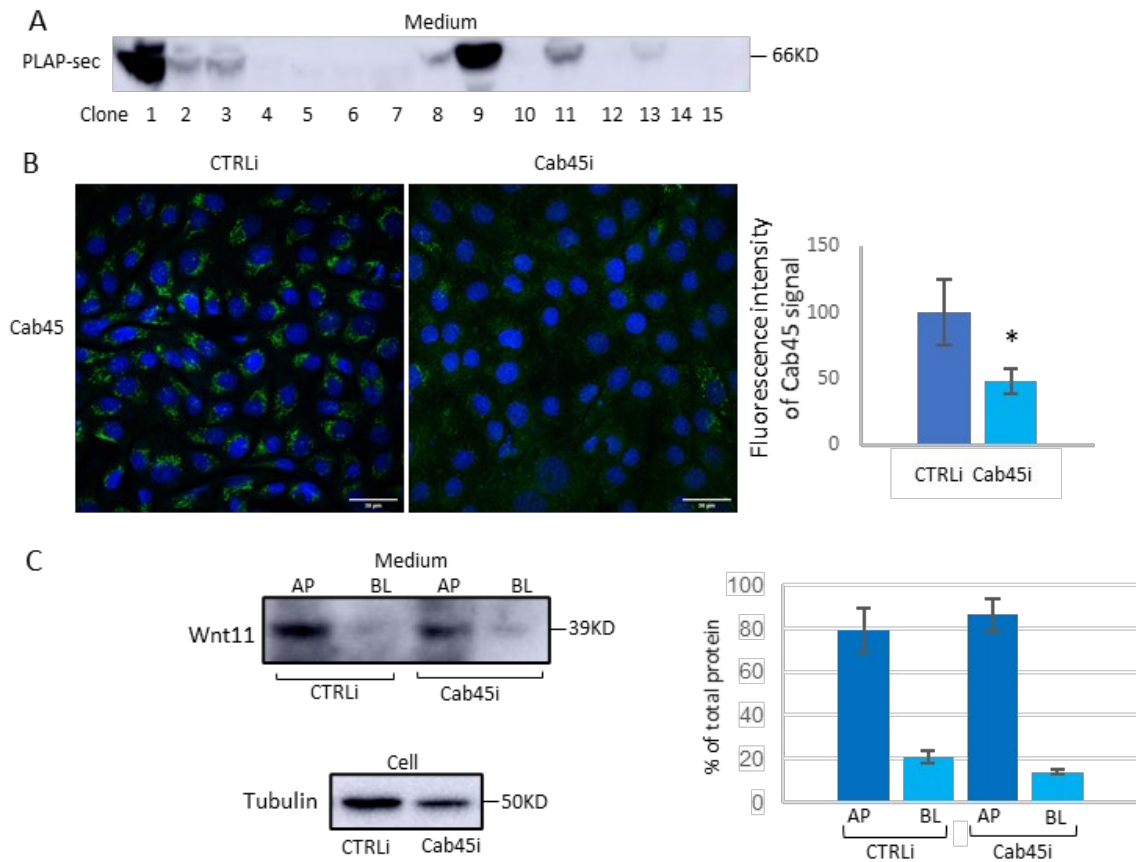 A
Medium
PLAP-sec
66KD
Clone 1 2 3 4 5 6 7 8 9 10 11 12 13 14 15
B
CTRLi Cab45i
Cab45
Fluorescence intensity
of Cab45 signal
150
100
50
0
*
CTRLi Cab45i
C
Medium
AP BL AP BL
Wnt11
39KD
CTRLi Cab45i
Cell
Tubulin
50KD
CTRLi Cab45i
% of total protein
100
80
60
40
20
0
AP BL AP BL
CTRLi Cab45i